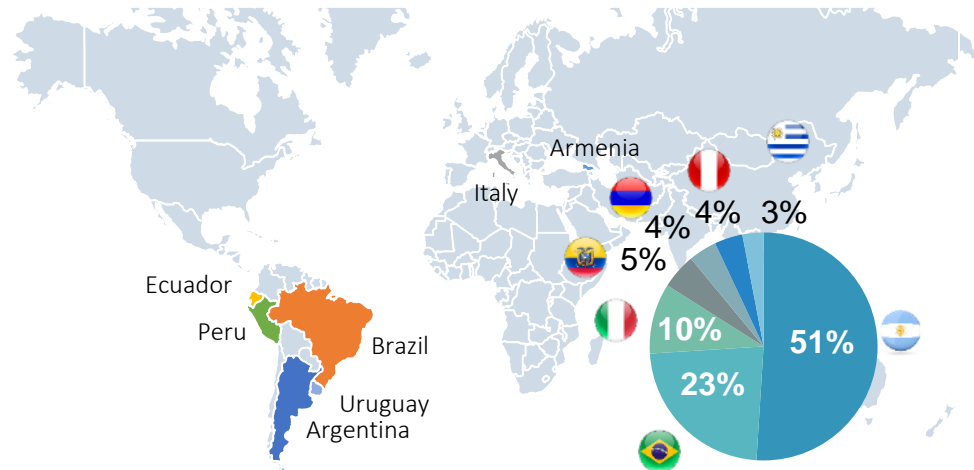 Armenia
Italy
4%
4%
3%
5%
Ecuador
Peru
Brazil
10%
51%
23%
Uruguay
Argentina